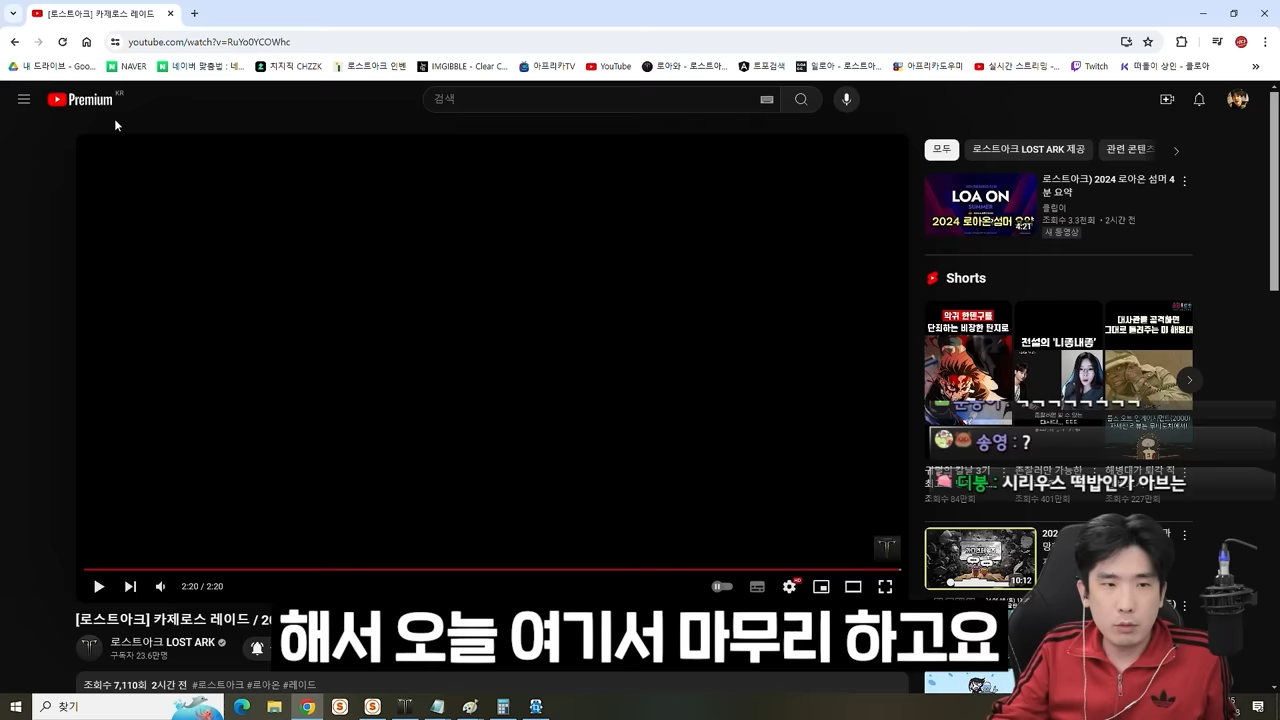 [로스트아크] 카제로스 레이드
youtube.com/watch?v=RuYo0YCOWhc
내 드라이브 - Goo...
NAVER
네이버 맞춤법 : 네...
치지직 CHZZK
로스트아크 인벤
IMGIBBLE - Clear C...
아프리카TV
YouTube
로아와 - 로스트아...
로펙검색
일로아 - 로스트아...
아프리카도우미
실시간 스트리밍 -...
Twitch
떠돌이 상인 - 클로아
Premium KR
검색
모두
로스트아크 LOST ARK 제공
관련 콘텐츠
LOA ON
SUMMER
2024 로아온 섬머 요약
4:21
로스트아크) 2024 로아온 섬머 4
분 요약
클립이
조회수 3.3천회 • 2시간 전
새 동영상
Shorts
악귀 한텐구를
단죄하는 비장한 탄지로
전설의 '니종내종'
대사관을 공격하면
그대로 돌려주는 미 해병대
송영 : ?
더붕 : 시리우스 떡밥인가 아브는
조회수 84만회
조회수 401만회
조회수 227만회
10:12
2:20 / 2:20
HD
[로스트아크] 카제로스 레이드 / 20
로스트아크 LOST ARK
구독자 23.6만명
해서 오늘 여기서 마무리 하고요
조회수 7,110회 2시간 전 #로스트아크 #로아온 #레이드
찾기